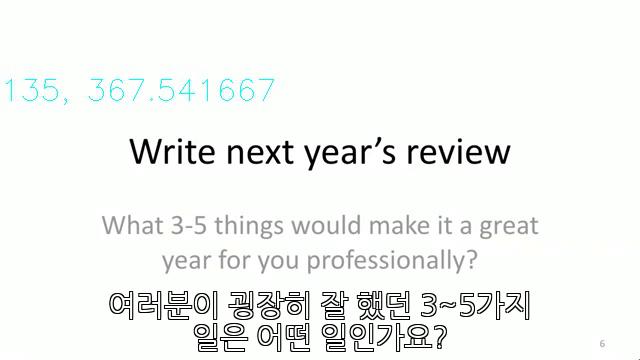 135, 367.541667
Write next year's review
What 3-5 things would make it a great
year for you professionally?
여러분이 굉장히 잘 했던 3~5가지
일은 어떤 일인가요?
6